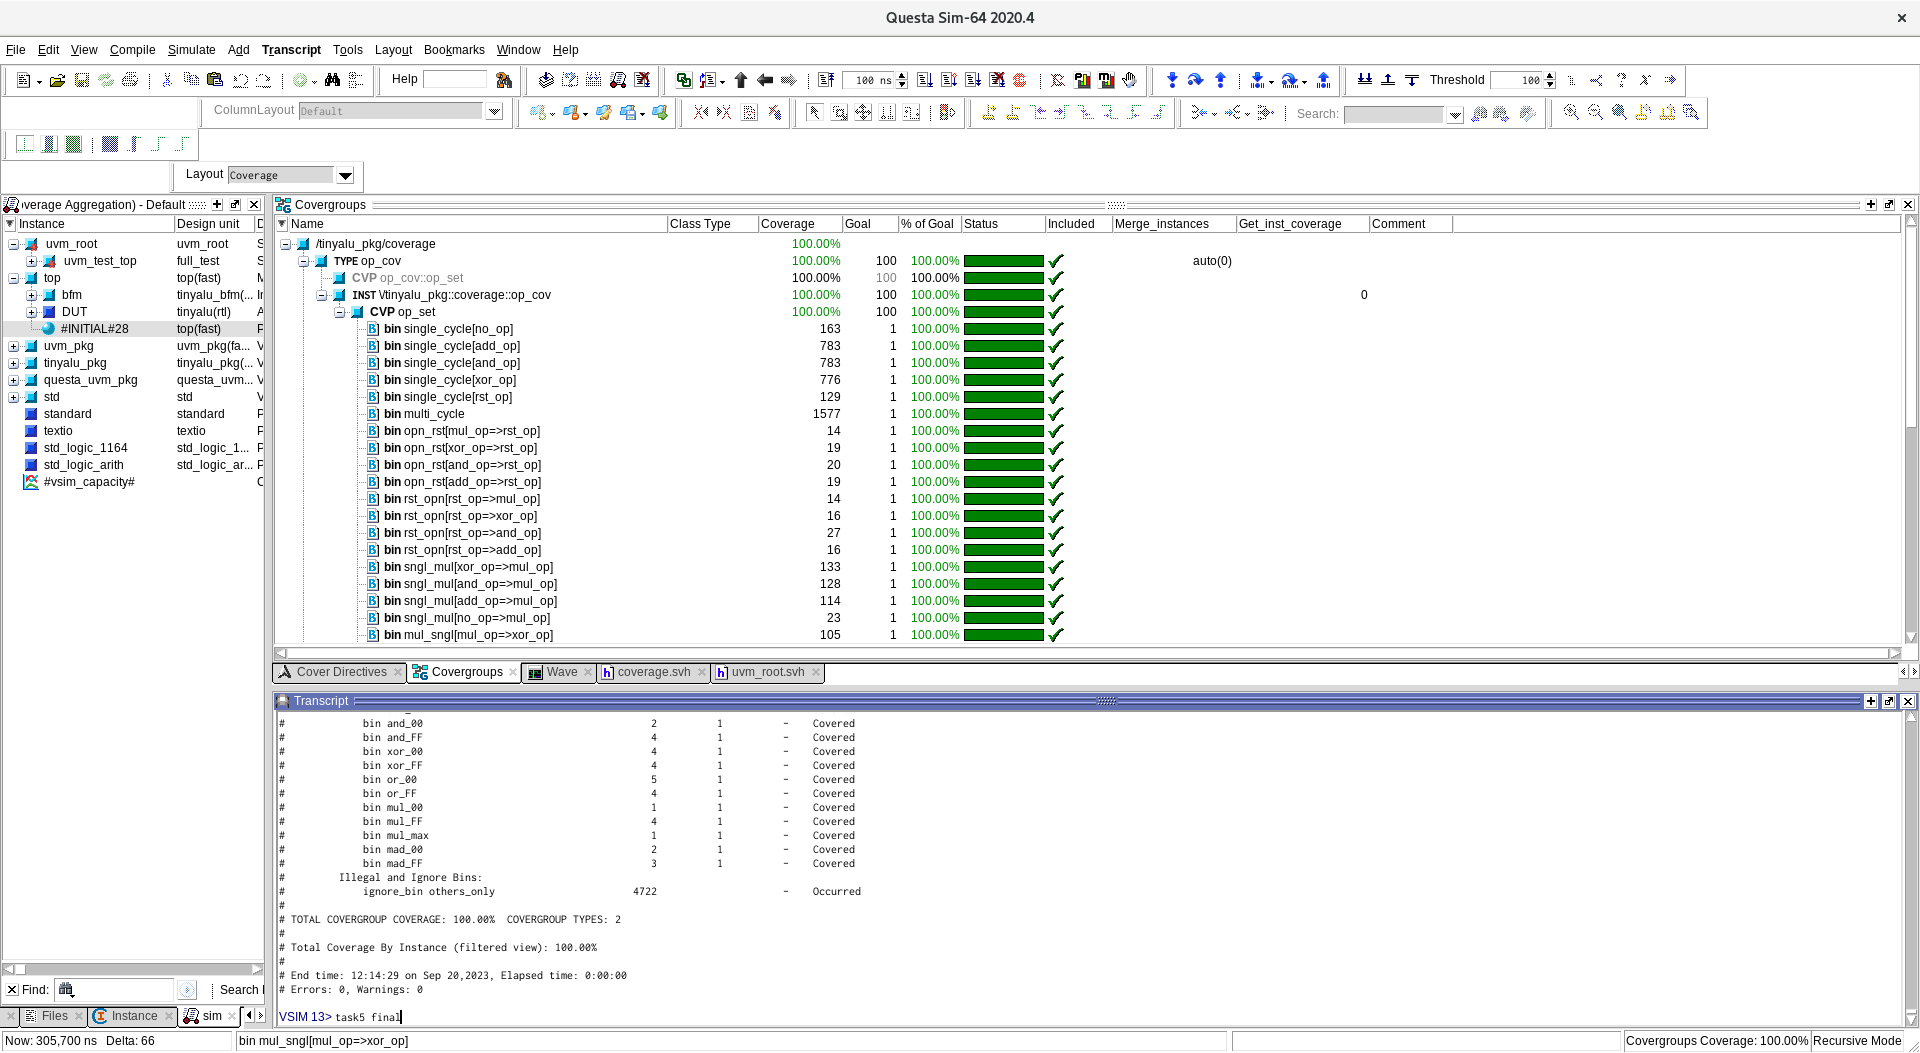 Questa Sim-64 2020.4
File Edit View Compile Simulate Add Transcript Tools Layout Bookmarks Window Help
Help 100 ns Threshold 100
ColumnLayout Default Search:
Layout Coverage
verage Aggregation) - Default
Instance Design unit
uvm_root uvm_root S
uvm_test_top full_test S
top top(fast) M
bfm tinyalu_bfm(... In
DUT tinyalu(rtl) A
#INITIAL#28 top(fast) P
uvm_pkg uvm_pkg(fa... V
tinyalu_pkg tinyalu_pkg(... V
questa_uvm_pkg questa_uvm... V
std std V
standard standard P
textio textio P
std_logic_1164 std_logic_1... P
std_logic_arith std_logic_ar... P
#vsim_capacity#
Find: Search
Files Instance sim
Covergroups
Name Class Type Coverage Goal % of Goal Status Included Merge_instances Get_inst_coverage Comment
/tinyalu_pkg/coverage 100.00%
TYPE op_cov 100.00% 100 100.00% auto(0)
CVP op_cov::op_set 100.00% 100 100.00%
INST \/tinyalu_pkg::coverage::op_cov 100.00% 100 100.00% 0
CVP op_set 100.00% 100 100.00%
bin single_cycle[no_op] 163 1 100.00%
bin single_cycle[add_op] 783 1 100.00%
bin single_cycle[and_op] 783 1 100.00%
bin single_cycle[xor_op] 776 1 100.00%
bin single_cycle[rst_op] 129 1 100.00%
bin multi_cycle 1577 1 100.00%
bin opn_rst[mul_op=>rst_op] 14 1 100.00%
bin opn_rst[xor_op=>rst_op] 19 1 100.00%
bin opn_rst[and_op=>rst_op] 20 1 100.00%
bin opn_rst[add_op=>rst_op] 19 1 100.00%
bin rst_opn[rst_op=>mul_op] 14 1 100.00%
bin rst_opn[rst_op=>xor_op] 16 1 100.00%
bin rst_opn[rst_op=>and_op] 27 1 100.00%
bin rst_opn[rst_op=>add_op] 16 1 100.00%
bin sngl_mul[xor_op=>mul_op] 133 1 100.00%
bin sngl_mul[and_op=>mul_op] 128 1 100.00%
bin sngl_mul[add_op=>mul_op] 114 1 100.00%
bin sngl_mul[no_op=>mul_op] 23 1 100.00%
bin mul_sngl[mul_op=>xor_op] 105 1 100.00%
Cover Directives Covergroups Wave coverage.svh uvm_root.svh
Transcript
# bin and_00 2 1 - Covered
# bin and_FF 4 1 - Covered
# bin xor_00 4 1 - Covered
# bin xor_FF 4 1 - Covered
# bin or_00 5 1 - Covered
# bin or_FF 4 1 - Covered
# bin mul_00 1 1 - Covered
# bin mul_FF 4 1 - Covered
# bin mul_max 1 1 - Covered
# bin mad_00 2 1 - Covered
# bin mad_FF 3 1 - Covered
# Illegal and Ignore Bins:
# ignore_bin others_only 4722 - Occurred
#
# TOTAL COVERGROUP COVERAGE: 100.00% COVERGROUP TYPES: 2
#
# Total Coverage By Instance (filtered view): 100.00%
#
# End time: 12:14:29 on Sep 20,2023, Elapsed time: 0:00:00
# Errors: 0, Warnings: 0
VSIM 13> task5 final
Now: 305,700 ns Delta: 66 bin mul_sngl[mul_op=>xor_op] Covergroups Coverage: 100.00% Recursive Mode